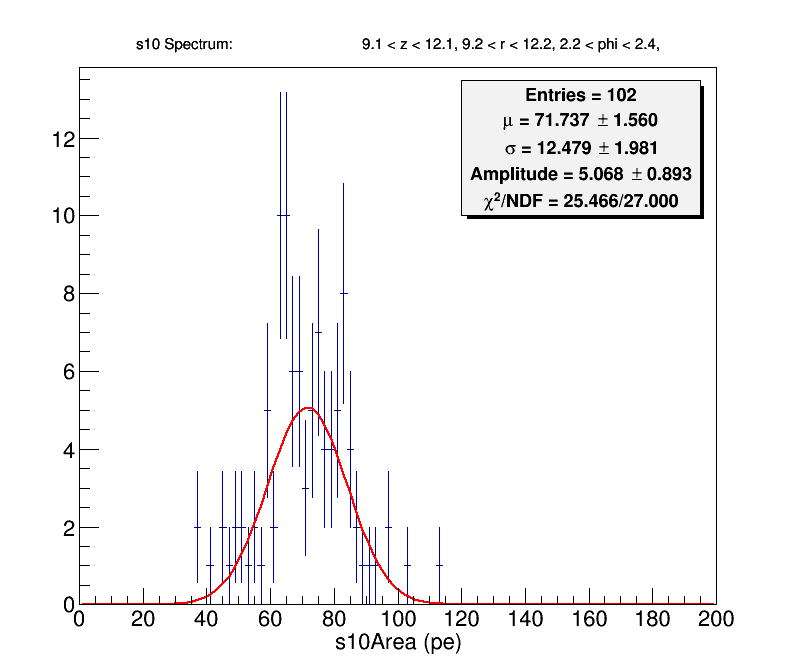 s10 Spectrum: 9.1 < z < 12.1, 9.2 < r < 12.2, 2.2 < phi < 2.4,
Entries = 102
μ = 71.737 ± 1.560
σ = 12.479 ± 1.981
Amplitude = 5.068 ± 0.893
χ²/NDF = 25.466/27.000
12
10
8
6
4
2
0
0 20 40 60 80 100 120 140 160 180 200
s10Area (pe)